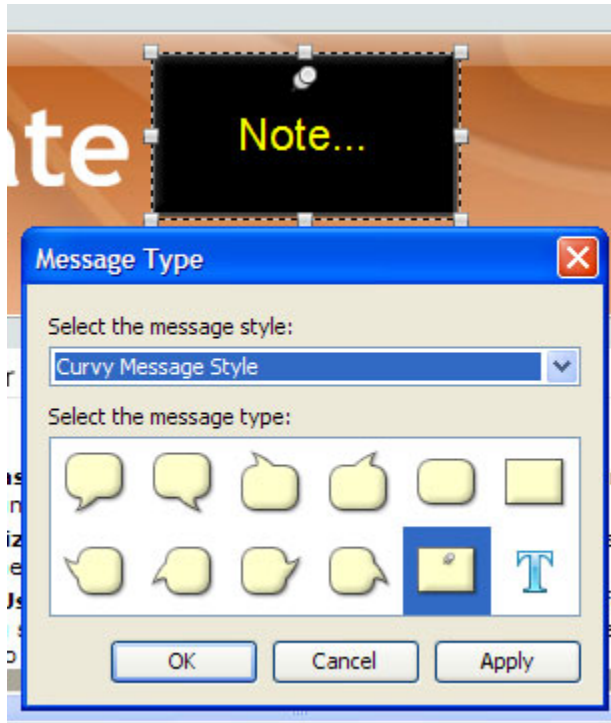 ate
Note...
Message Type
Select the message style:
Curvy Message Style
Select the message type:
T
OK
Cancel
Apply